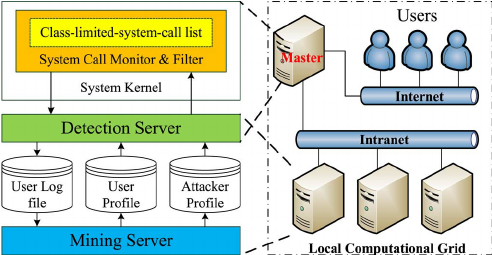 Class-limited-system-call list
System Call Monitor & Filter
System Kernel
Detection Server
User Log
file
User
Profile
Attacker
Profile
Mining Server
Users
Master
Internet
Intranet
Local Computational Grid